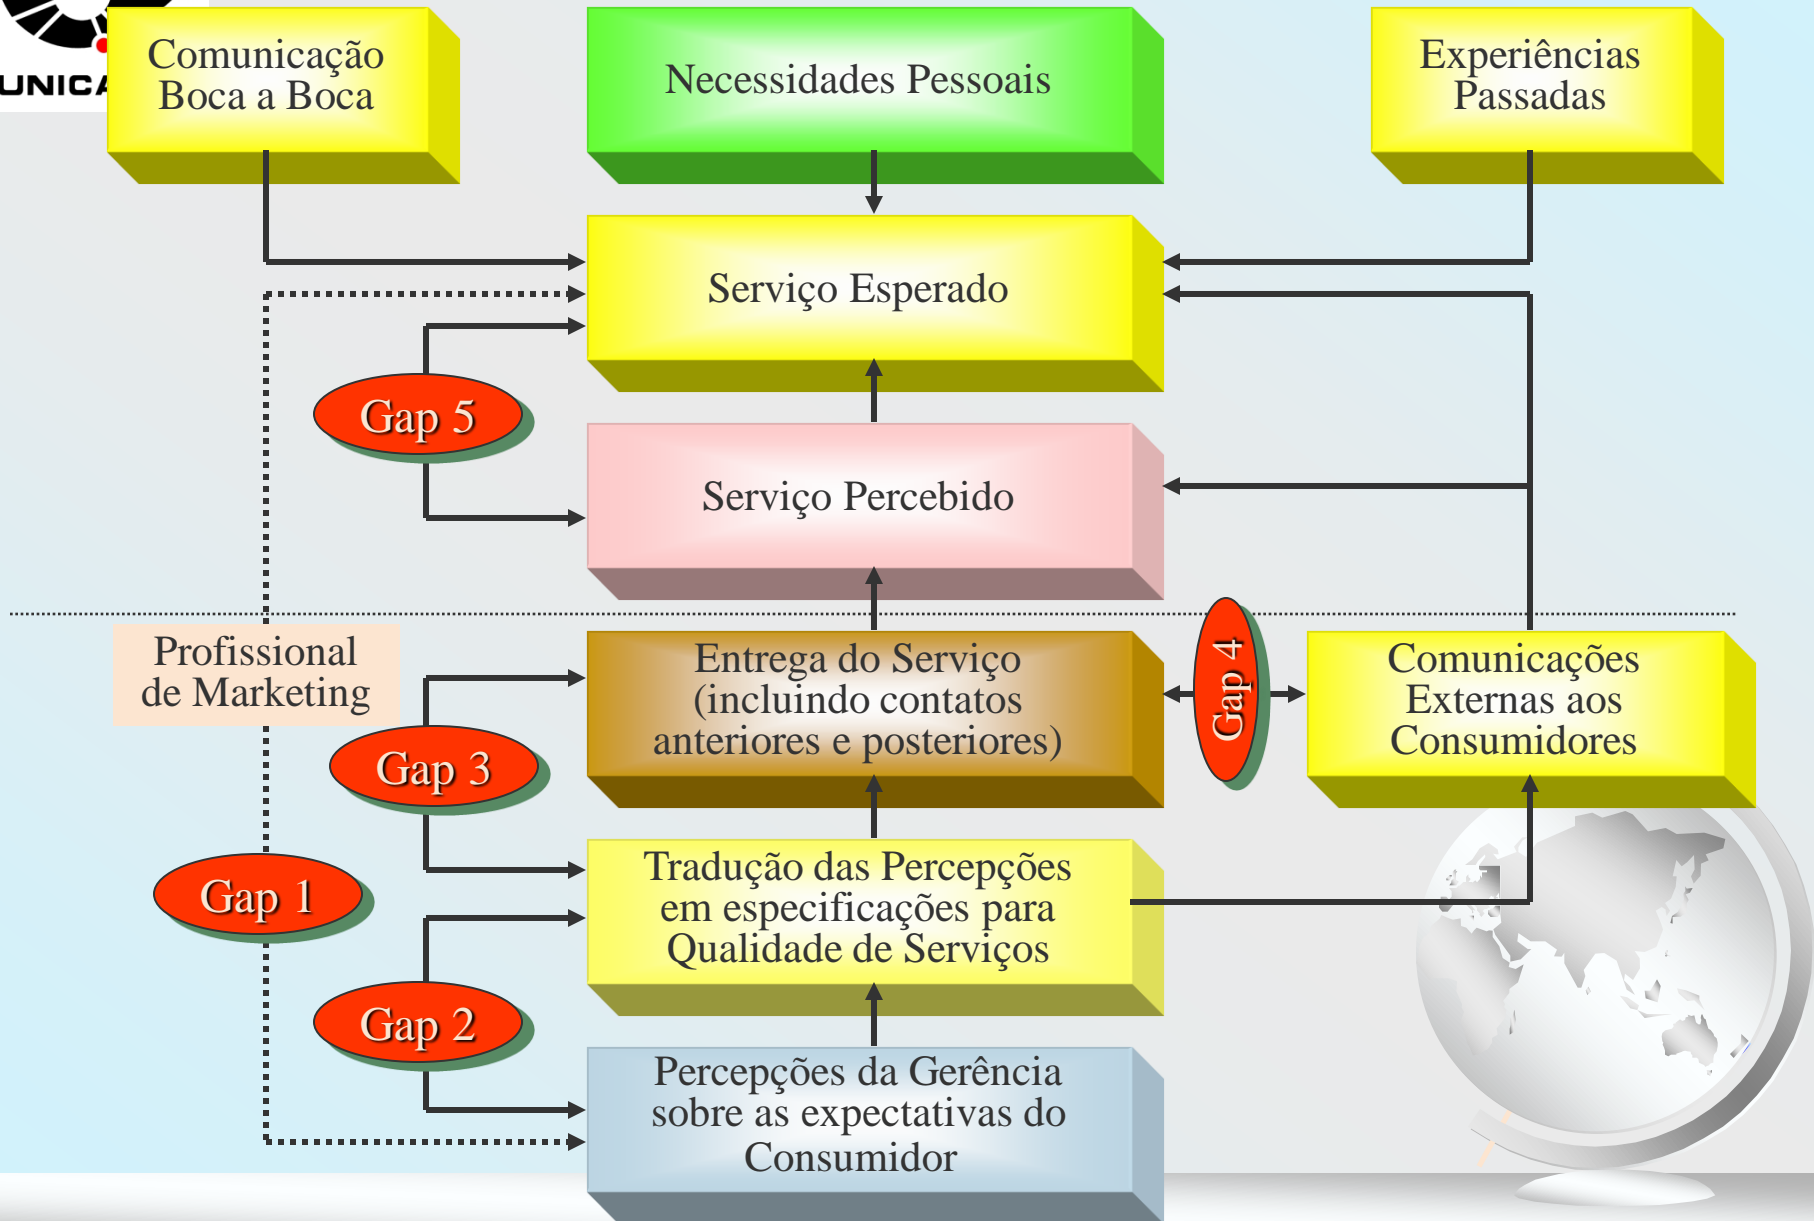 Comunicação
Boca a Boca
Necessidades Pessoais
Experiências
Passadas
Serviço Esperado
Gap 5
Serviço Percebido
Profissional
de Marketing
Entrega do Serviço
(incluindo contatos
anteriores e posteriores)
Gap 4
Comunicações
Externas aos
Consumidores
Gap 3
Tradução das Percepções
em especificações para
Qualidade de Serviços
Gap 1
Gap 2
Percepções da Gerência
sobre as expectativas do
Consumidor